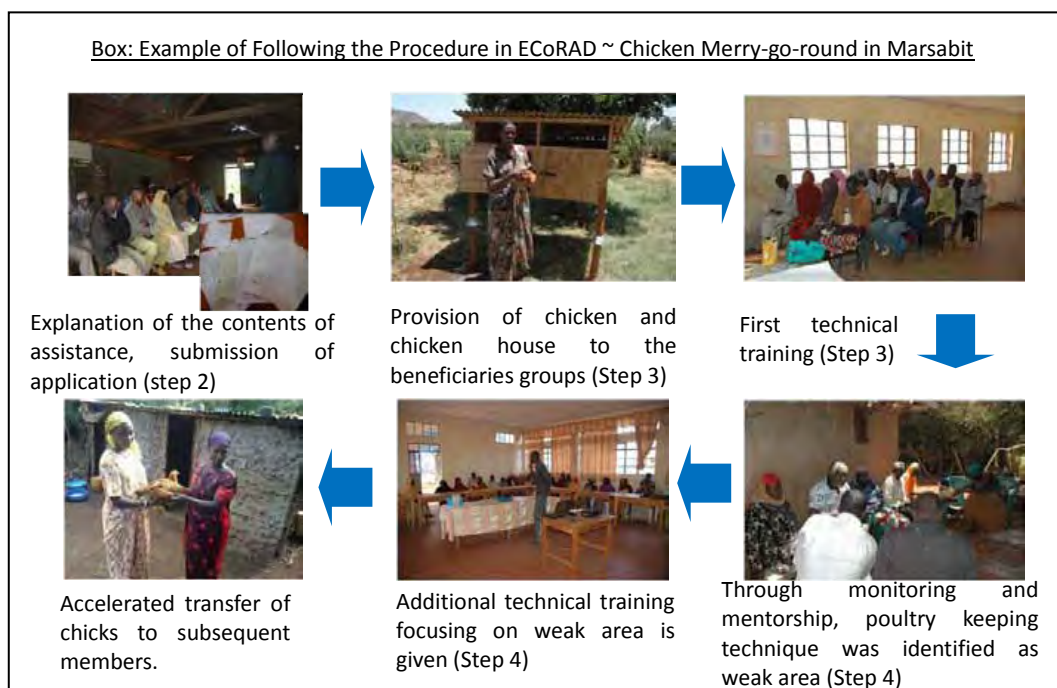 Box: Example of Following the Procedure in ECoRAD ~ Chicken Merry-go-round in Marsabit
Explanation of the contents of
assistance, submission of
application (step 2)
Provision of chicken and
chicken house to the
beneficiaries groups (Step 3)
First technical
training (Step 3)
Through monitoring and
mentorship, poultry keeping
technique was identified as
weak area (Step 4)
Additional technical training
focusing on weak area is
given (Step 4)
Accelerated transfer of
chicks to subsequent
members.